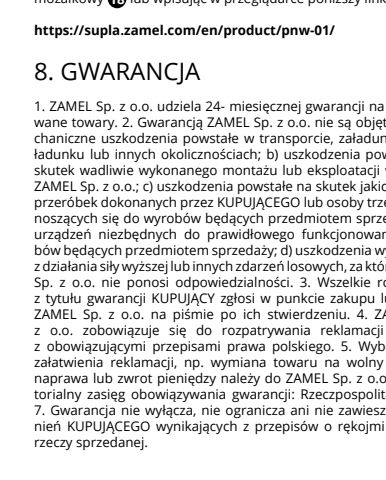 mozaikowy 18 lub wpisując w przeglądarce poniższy link
https://supla.zamel.com/en/product/pnw-01/
8. GWARANCJA
1. ZAMEL Sp. z o.o. udziela 24- miesięcznej gwarancji na
wane towary. 2. Gwarancją ZAMEL Sp. z o.o. nie są objęt
chaniczne uszkodzenia powstałe w transporcie, załadun
ładunku lub innych okolicznościach; b) uszkodzenia pow
skutek wadliwie wykonanego montażu lub eksploatacji w
ZAMEL Sp. z o.o.; c) uszkodzenia powstałe na skutek jakic
przeróbek dokonanych przez KUPUJĄCEGO lub osoby trze
noszących się do wyrobów będących przedmiotem sprze
urządzeń niezbędnych do prawidłowego funkcjonowan
bów będących przedmiotem sprzedaży; d) uszkodzenia wy
z działania siły wyższej lub innych zdarzeń losowych, za któr
Sp. z o.o. nie ponosi odpowiedzialności. 3. Wszelkie ro
z tytułu gwarancji KUPUJĄCY zgłosi w punkcie zakupu lu
ZAMEL Sp. z o.o. na piśmie po ich stwierdzeniu. 4. ZA
z o.o. zobowiązuje się do rozpatrywania reklamacji
z obowiązującymi przepisami prawa polskiego. 5. Wyb
załatwienia reklamacji, np. wymiana towaru na wolny
naprawa lub zwrot pieniędzy należy do ZAMEL Sp. z o.o
torialny zasięg obowiązywania gwarancji: Rzeczpospolit
7. Gwarancja nie wyłącza, nie ogranicza ani nie zawiesz
nień KUPUJĄCEGO wynikających z przepisów o rękojmi
rzeczy sprzedanej.